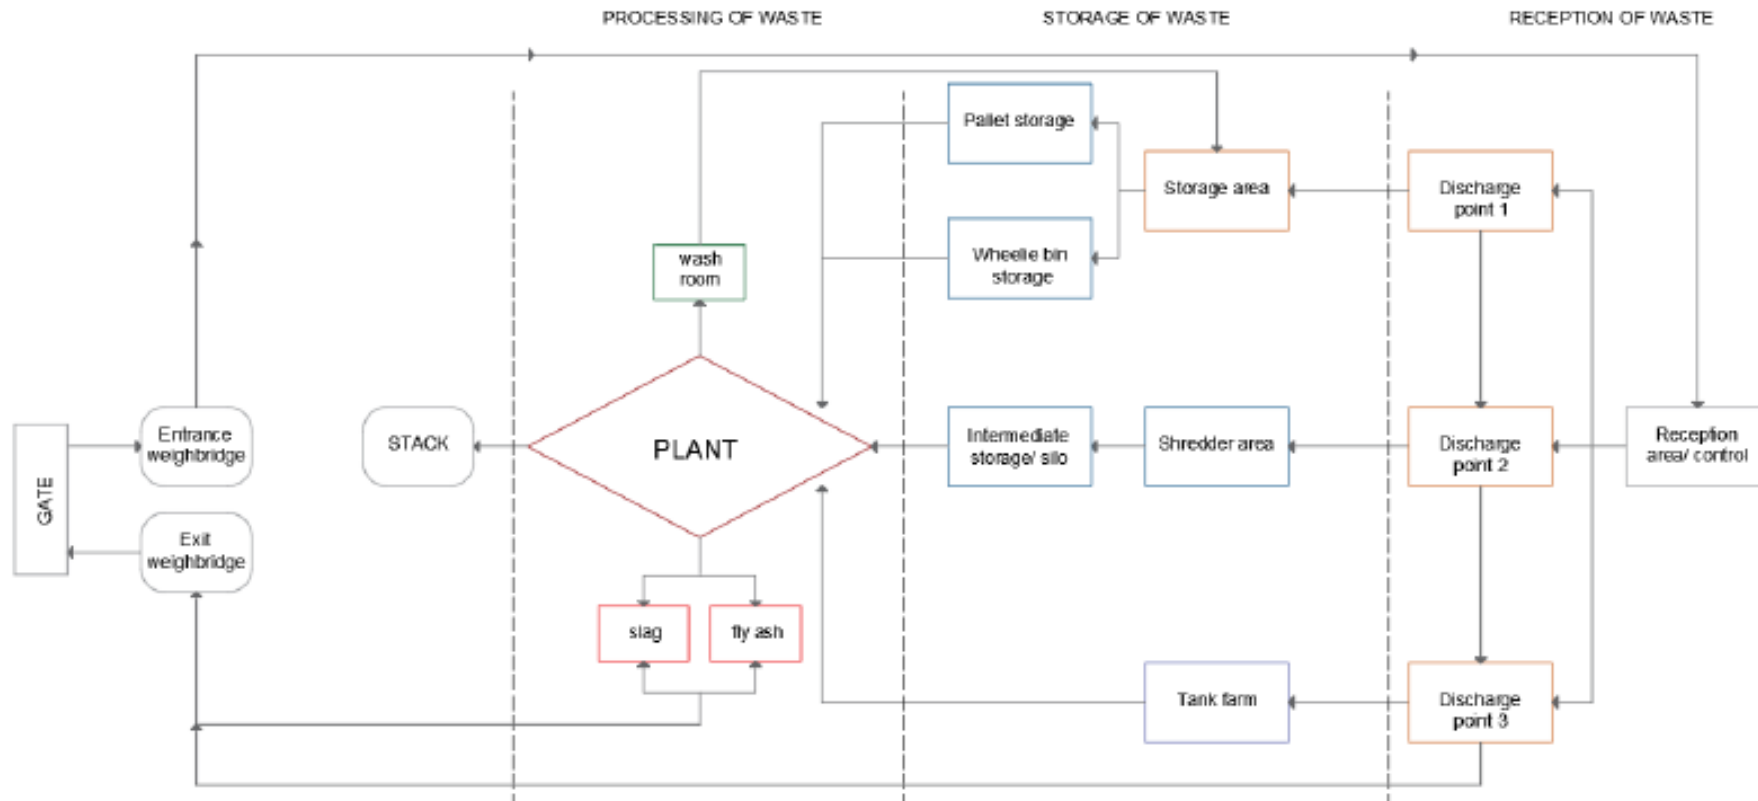 PROCESSING OF WASTE
STORAGE OF WASTE
RECEPTION OF WASTE
Pallet storage
Storage area
Discharge
point 1
wash
room
Wheelie bin
storage
GATE
Entrance
weighbridge
STACK
PLANT
Intermediate
storage/ silo
Shredder area
Discharge
point 2
Reception
area/ control
Exit
weighbridge
slag
fly ash
Tank farm
Discharge
point 3